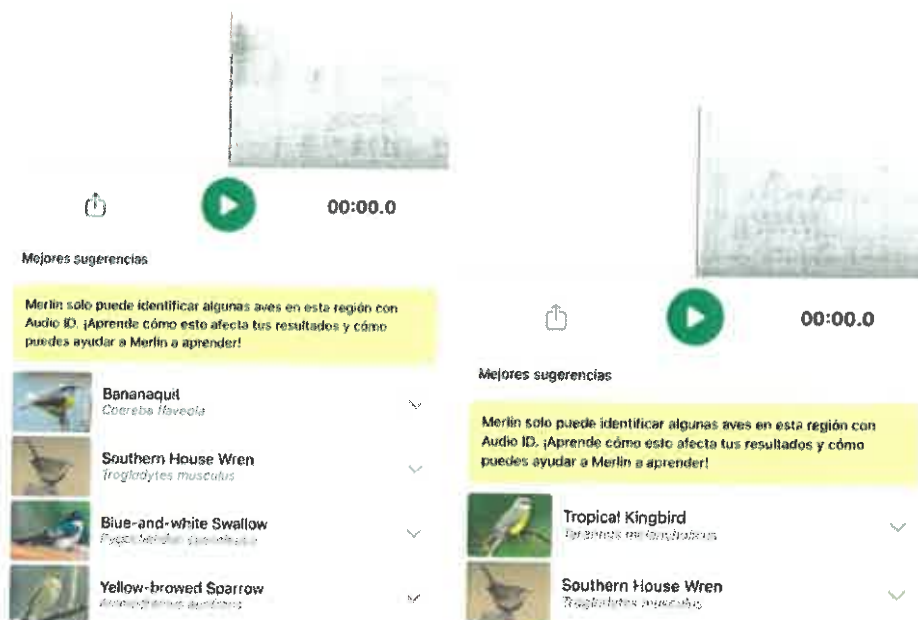 00:00.0
Mejores sugerencias
Merlin solo puede identificar algunas aves en esta región con
Audio ID. ¡Aprende cómo esto afecta tus resultados y cómo
puedes ayudar a Merlin a aprender!
Bananaquit
Coereba flaveola
Southern House Wren
Troglodytes musculus
Blue-and-white Swallow
Yellow-browed Sparrow
00:00.0
Mejores sugerencias
Merlin solo puede identificar algunas aves en esta región con
Audio ID. ¡Aprende cómo esto afecta tus resultados y cómo
puedes ayudar a Merlin a aprender!
Tropical Kingbird
Southern House Wren
Troglodytes musculus